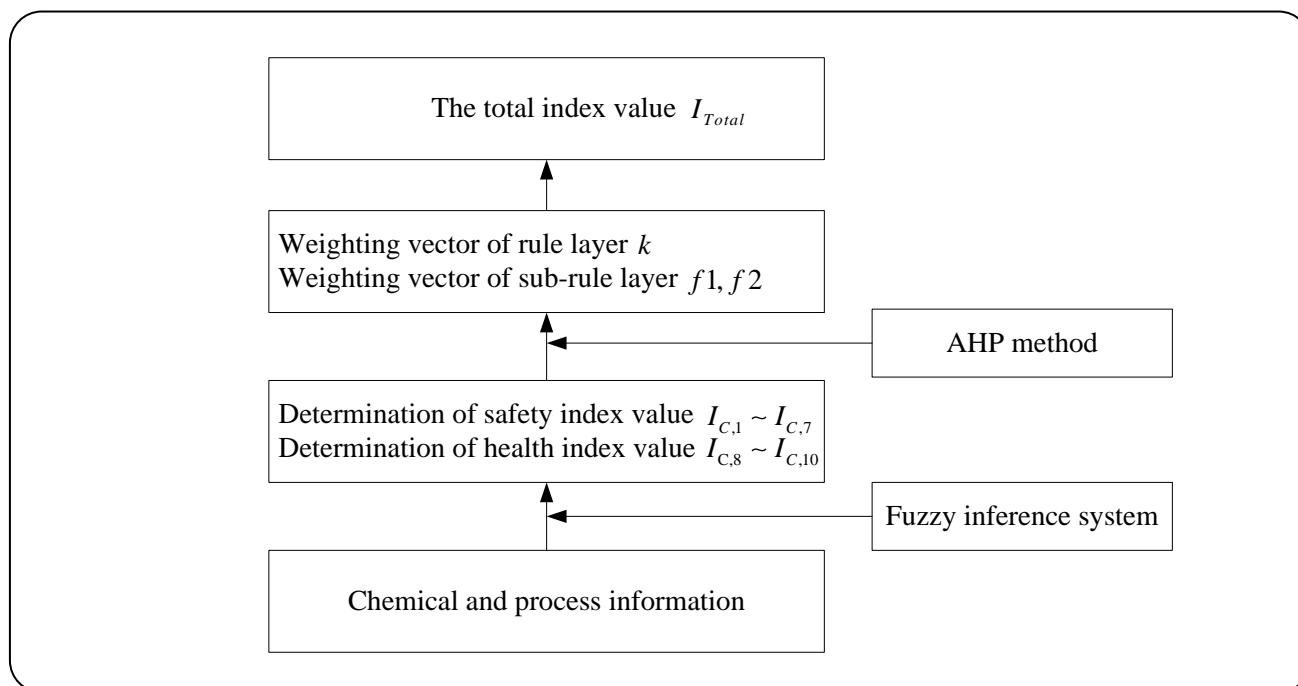 The total index value I_Total
Weighting vector of rule layer k
Weighting vector of sub-rule layer f1, f2
AHP method
Determination of safety index value I_C,1 ~ I_C,7
Determination of health index value I_C,8 ~ I_C,10
Fuzzy inference system
Chemical and process information